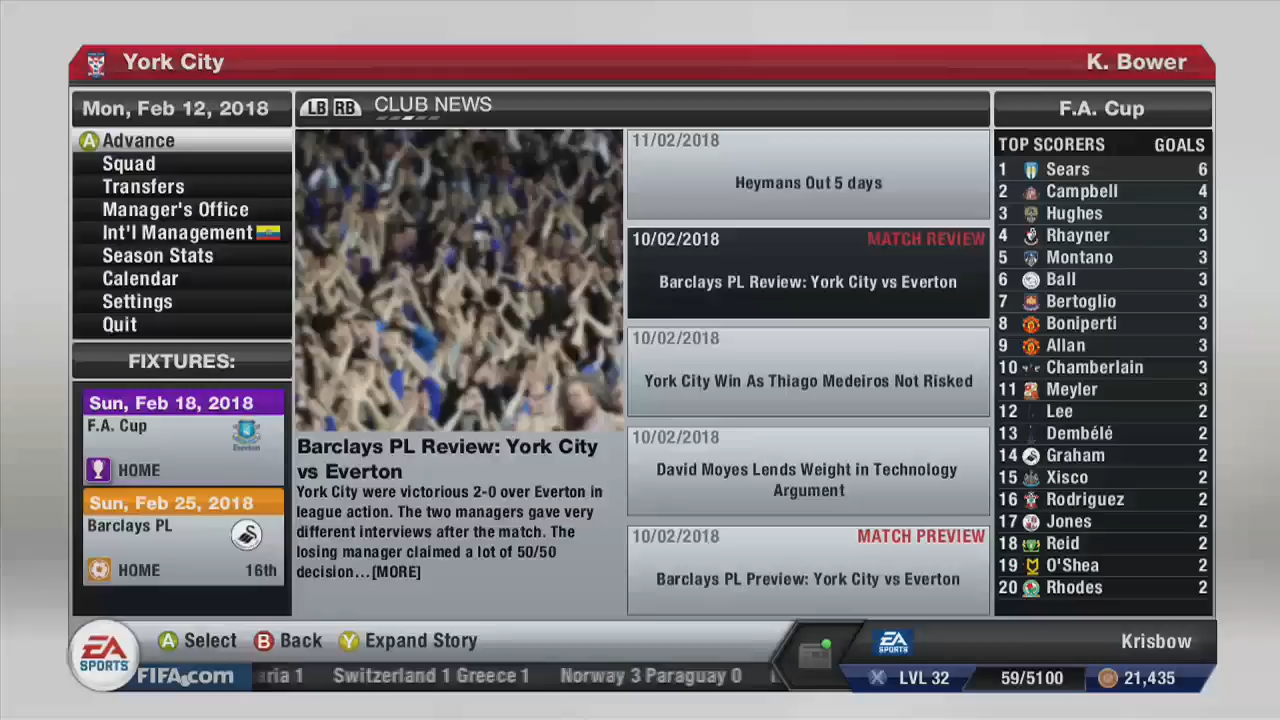 York City
K. Bower
Mon, Feb 12, 2018
A Advance
Squad
Transfers
Manager's Office
Int'l Management
Season Stats
Calendar
Settings
Quit
FIXTURES:
Sun, Feb 18, 2018
F.A. Cup
Everton
HOME
Sun, Feb 25, 2018
Barclays PL
HOME 16th
LB RB CLUB NEWS
Barclays PL Review: York City
vs Everton
York City were victorious 2-0 over Everton in
league action. The two managers gave very
different interviews after the match. The
losing manager claimed a lot of 50/50
decision...[MORE]
11/02/2018
Heymans Out 5 days
10/02/2018 MATCH REVIEW
Barclays PL Review: York City vs Everton
10/02/2018
York City Win As Thiago Medeiros Not Risked
10/02/2018
David Moyes Lends Weight in Technology
Argument
10/02/2018 MATCH PREVIEW
Barclays PL Preview: York City vs Everton
F.A. Cup
TOP SCORERS GOALS
1 Sears 6
2 Campbell 4
3 Hughes 3
4 Rhayner 3
5 Montano 3
6 Ball 3
7 Bertoglio 3
8 Boniperti 3
9 Allan 3
10 Chamberlain 3
11 Meyler 3
12 Lee 2
13 Dembélé 2
14 Graham 2
15 Xisco 2
16 Rodriguez 2
17 Jones 2
18 Reid 2
19 O'Shea 2
20 Rhodes 2
EA SPORTS
A Select B Back Y Expand Story
EA SPORTS
Krisbow
FIFA.com
aria 1 Switzerland 1 Greece 1 Norway 3 Paraguay 0
X LVL 32 59/5100 21,435